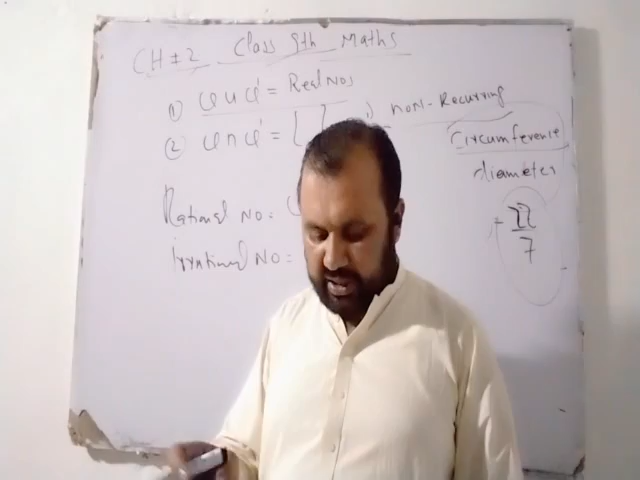 CH # 2 Class 9th Maths
1) Q ∪ Q' = Real Nos
2) Q ∩ Q' = { }
Non-Recurring
Circumference
diameter
22
7
Rational No =
Irrational No =